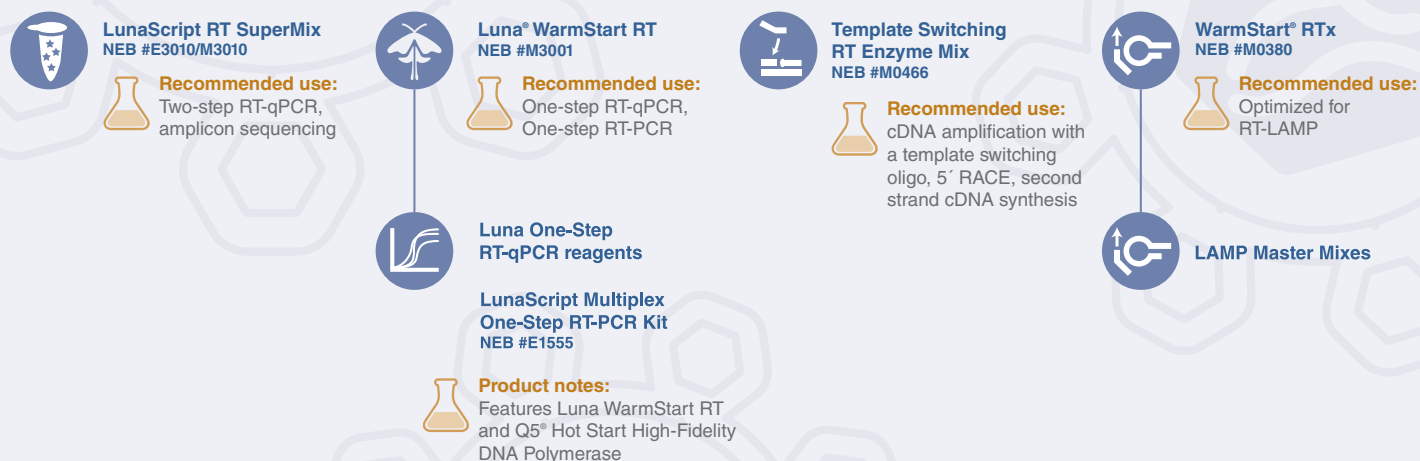 LunaScript RT SuperMix
NEB #E3010/M3010
Recommended use:
Two-step RT-qPCR,
amplicon sequencing
Luna® WarmStart RT
NEB #M3001
Recommended use:
One-step RT-qPCR,
One-step RT-PCR
Luna One-Step
RT-qPCR reagents
LunaScript Multiplex
One-Step RT-PCR Kit
NEB #E1555
Product notes:
Features Luna WarmStart RT
and Q5® Hot Start High-Fidelity
DNA Polymerase
Template Switching
RT Enzyme Mix
NEB #M0466
Recommended use:
cDNA amplification with
a template switching
oligo, 5´ RACE, second
strand cDNA synthesis
WarmStart® RTx
NEB #M0380
Recommended use:
Optimized for
RT-LAMP
LAMP Master Mixes